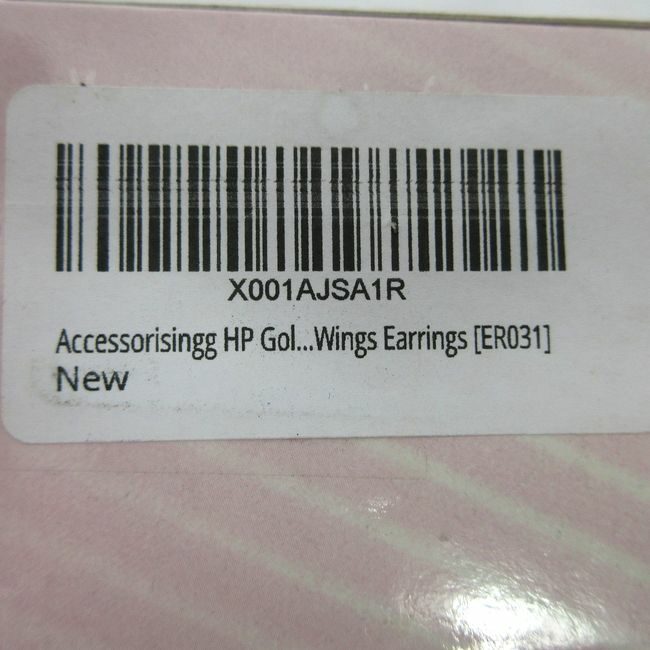 X001AJSA1R
Accessorisingg HP Gol...Wings Earrings [ER031]
New